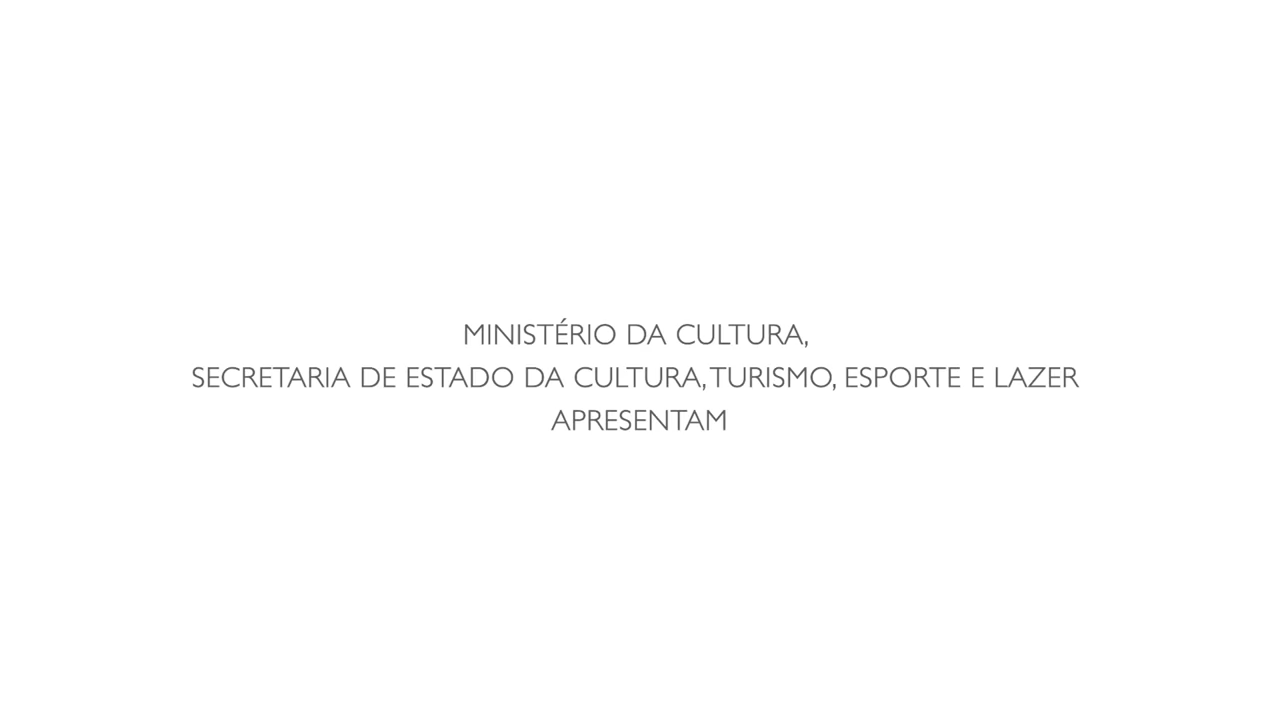 MINISTÉRIO DA CULTURA,
SECRETARIA DE ESTADO DA CULTURA, TURISMO, ESPORTE E LAZER
APRESENTAM